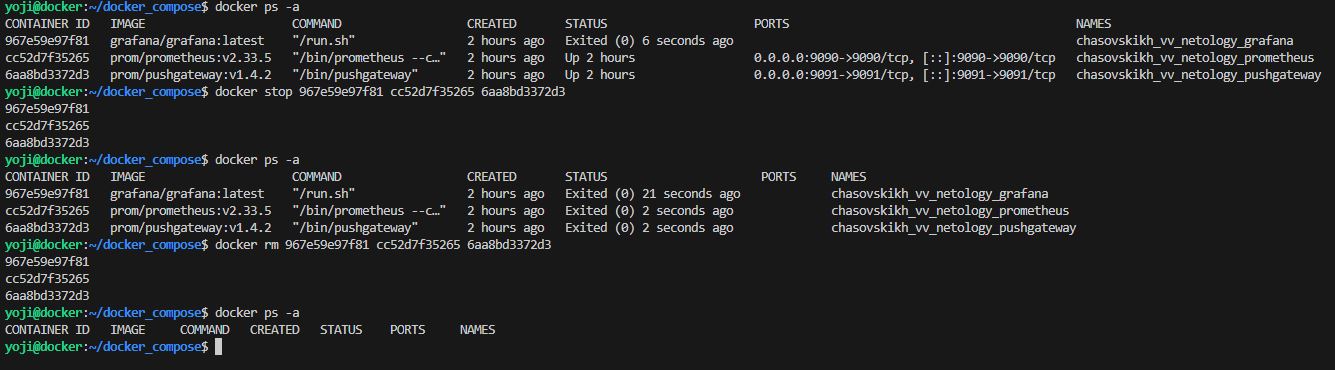 yoji@docker:~/docker_compose$ docker ps -a
CONTAINER ID   IMAGE                     COMMAND                  CREATED       STATUS                     PORTS                                         NAMES
967e59e97f81   grafana/grafana:latest    "/run.sh"                2 hours ago   Exited (0) 6 seconds ago                                                 chasovskikh_vv_netology_grafana
cc52d7f35265   prom/prometheus:v2.33.5   "/bin/prometheus --c…"   2 hours ago   Up 2 hours                 0.0.0.0:9090->9090/tcp, [::]:9090->9090/tcp   chasovskikh_vv_netology_prometheus
6aa8bd3372d3   prom/pushgateway:v1.4.2   "/bin/pushgateway"       2 hours ago   Up 2 hours                 0.0.0.0:9091->9091/tcp, [::]:9091->9091/tcp   chasovskikh_vv_netology_pushgateway
yoji@docker:~/docker_compose$ docker stop 967e59e97f81 cc52d7f35265 6aa8bd3372d3
967e59e97f81
cc52d7f35265
6aa8bd3372d3
yoji@docker:~/docker_compose$ docker ps -a
CONTAINER ID   IMAGE                     COMMAND                  CREATED       STATUS                      PORTS     NAMES
967e59e97f81   grafana/grafana:latest    "/run.sh"                2 hours ago   Exited (0) 21 seconds ago             chasovskikh_vv_netology_grafana
cc52d7f35265   prom/prometheus:v2.33.5   "/bin/prometheus --c…"   2 hours ago   Exited (0) 2 seconds ago              chasovskikh_vv_netology_prometheus
6aa8bd3372d3   prom/pushgateway:v1.4.2   "/bin/pushgateway"       2 hours ago   Exited (0) 2 seconds ago              chasovskikh_vv_netology_pushgateway
yoji@docker:~/docker_compose$ docker rm 967e59e97f81 cc52d7f35265 6aa8bd3372d3
967e59e97f81
cc52d7f35265
6aa8bd3372d3
yoji@docker:~/docker_compose$ docker ps -a
CONTAINER ID   IMAGE     COMMAND   CREATED   STATUS    PORTS     NAMES
yoji@docker:~/docker_compose$